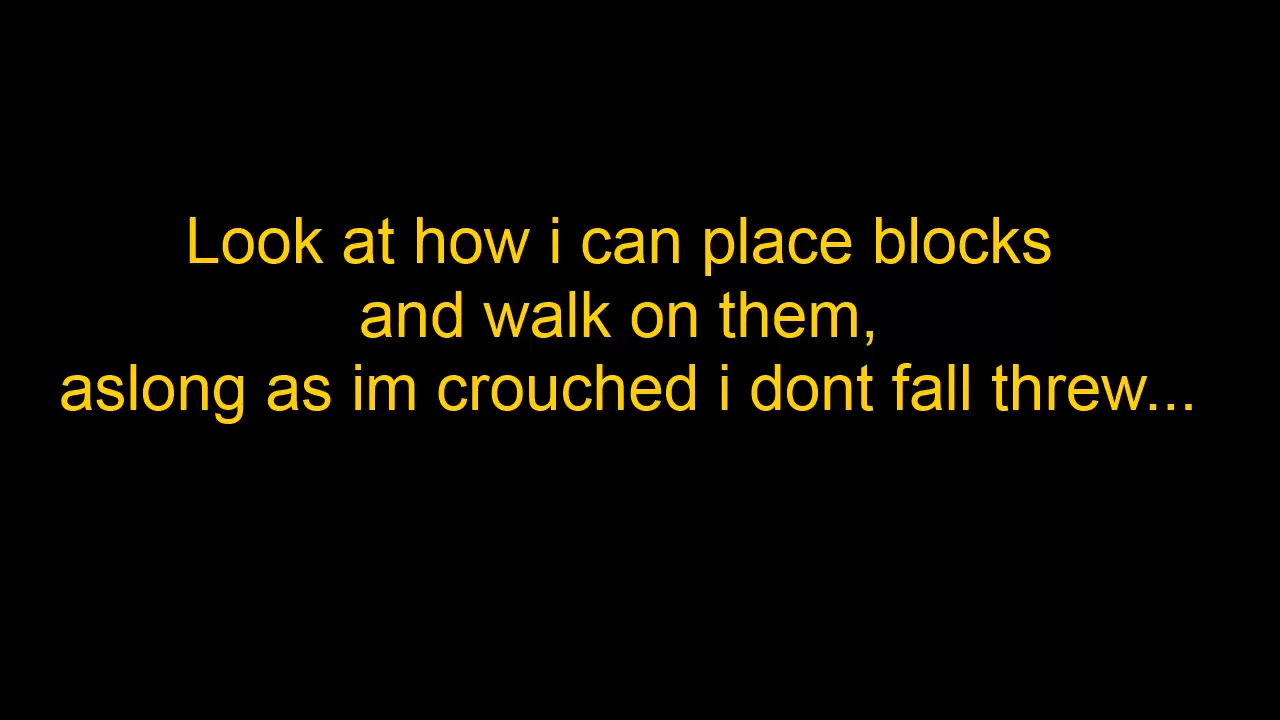 Look at how i can place blocks
and walk on them,
aslong as im crouched i dont fall threw...